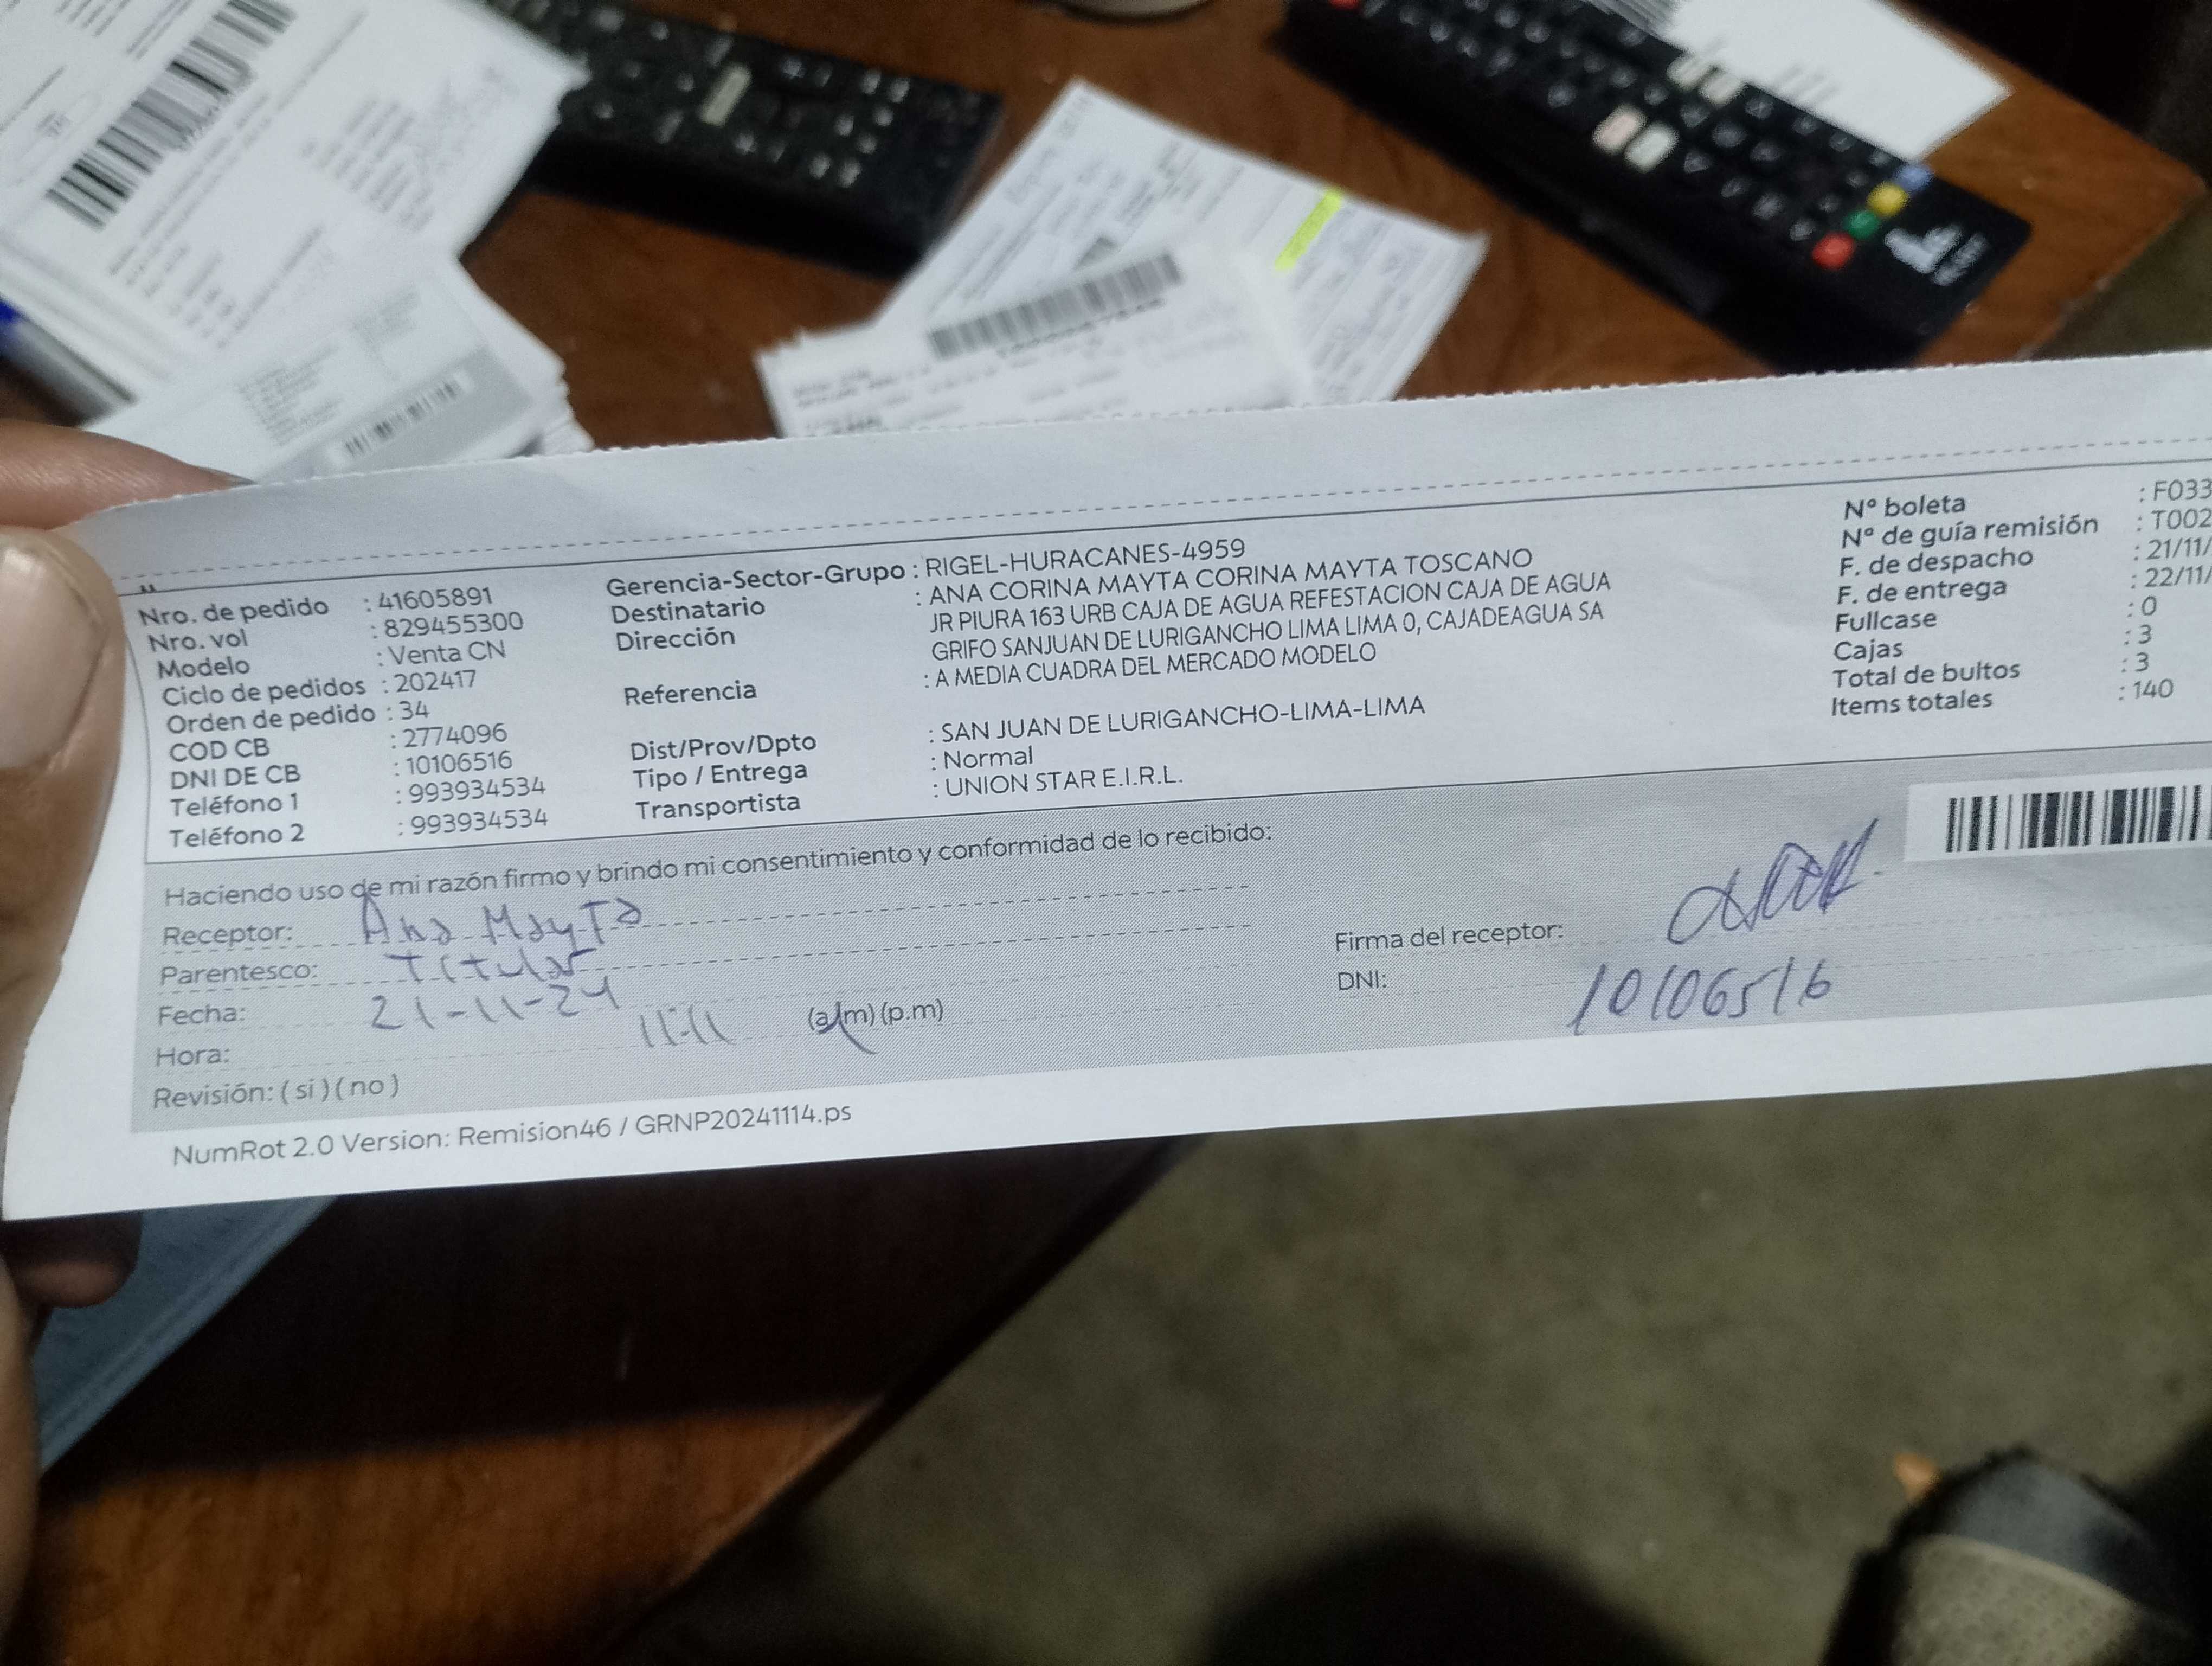 Nro. de pedido : 41605891
Nro. vol : 829455300
Modelo : Venta CN
Ciclo de pedidos : 202417
Orden de pedido : 34
COD CB : 2774096
DNI DE CB : 10106516
Teléfono 1 : 993934534
Teléfono 2 : 993934534
Gerencia-Sector-Grupo : RIGEL-HURACANES-4959
Destinatario : ANA CORINA MAYTA CORINA MAYTA TOSCANO
Dirección JR PIURA 163 URB CAJA DE AGUA REFESTACION CAJA DE AGUA
GRIFO SANJUAN DE LURIGANCHO LIMA LIMA 0, CAJADEAGUA SA
Referencia : A MEDIA CUADRA DEL MERCADO MODELO
Dist/Prov/Dpto : SAN JUAN DE LURIGANCHO-LIMA-LIMA
Tipo / Entrega : Normal
Transportista : UNION STAR E.I.R.L.
Nº boleta : F033
Nº de guía remisión : T002
F. de despacho : 21/11/
F. de entrega : 22/11/
Fullcase : 0
Cajas : 3
Total de bultos : 3
Items totales : 140
Haciendo uso de mi razón firmo y brindo mi consentimiento y conformidad de lo recibido:
Receptor: Ana Mayta
Parentesco: Titular
Fecha: 21-11-24
Hora: 11:11 (a.m) (p.m)
Revisión: ( si ) ( no )
Firma del receptor:
DNI: 10106516
NumRot 2.0 Version: Remision46 / GRNP20241114.ps